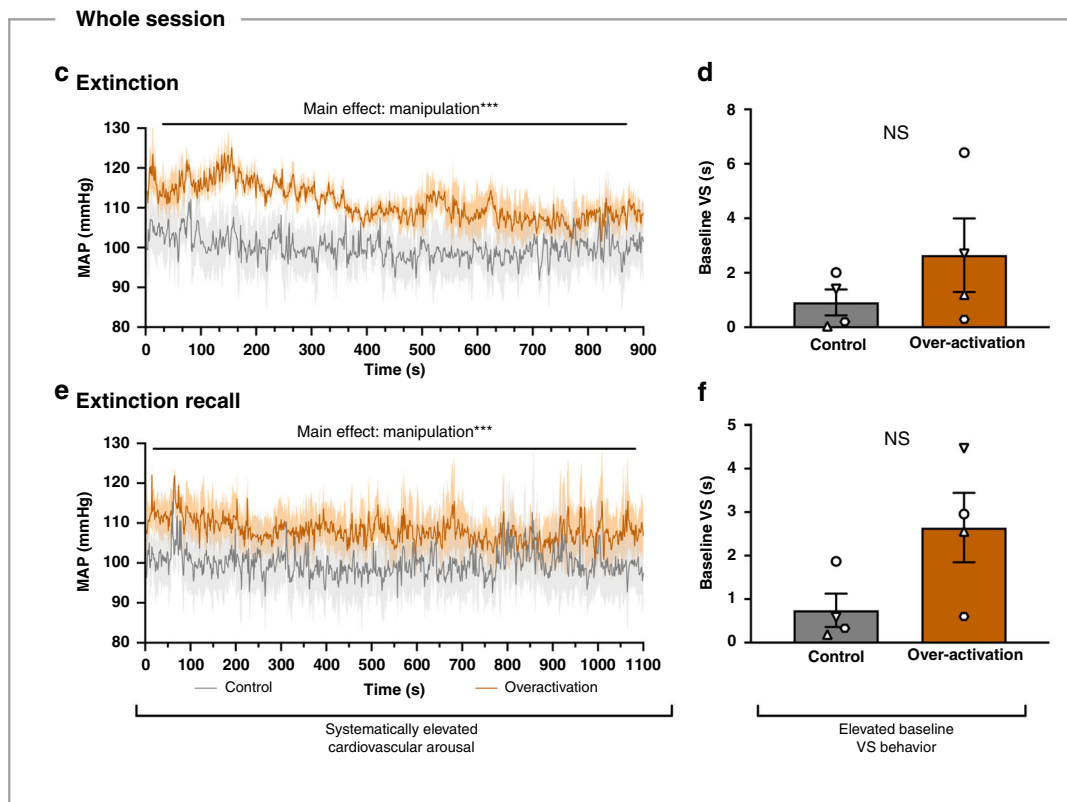 Whole session
c Extinction
Main effect: manipulation***
130
120
110
100
90
80
MAP (mmHg)
0 100 200 300 400 500 600 700 800 900
Time (s)
d
8
6
4
2
0
Baseline VS (s)
NS
Control Over-activation
e Extinction recall
Main effect: manipulation***
130
120
110
100
90
80
MAP (mmHg)
0 100 200 300 400 500 600 700 800 900 1000 1100
Control Time (s) Overactivation
Systematically elevated
cardiovascular arousal
f
5
4
3
2
1
0
Baseline VS (s)
NS
Control Over-activation
Elevated baseline
VS behavior